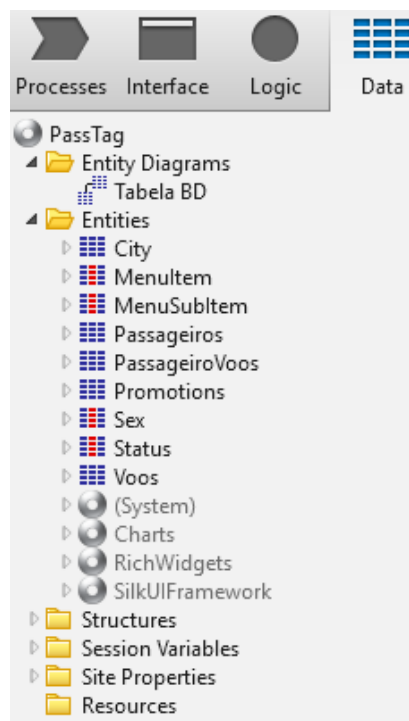 Processes Interface Logic Data
PassTag
Entity Diagrams
Tabela BD
Entities
City
MenuItem
MenuSubItem
Passageiros
PassageiroVoos
Promotions
Sex
Status
Voos
(System)
Charts
RichWidgets
SilkUIFramework
Structures
Session Variables
Site Properties
Resources